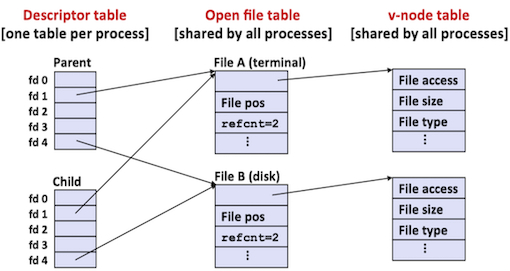 Descriptor table
[one table per process]
Open file table
[shared by all processes]
v-node table
[shared by all processes]
Parent
fd 0
fd 1
fd 2
fd 3
fd 4
Child
fd 0
fd 1
fd 2
fd 3
fd 4
File A (terminal)
File pos
refcnt=2
⋮
File B (disk)
File pos
refcnt=2
⋮
File access
File size
File type
⋮
File access
File size
File type
⋮